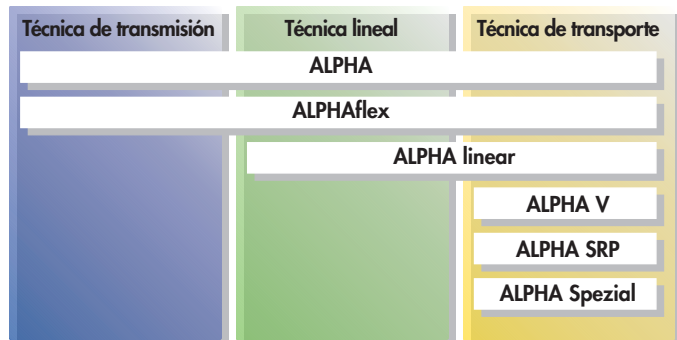 Técnica de transmisión
Técnica lineal
Técnica de transporte
ALPHA
ALPHAflex
ALPHA linear
ALPHA V
ALPHA SRP
ALPHA Spezial